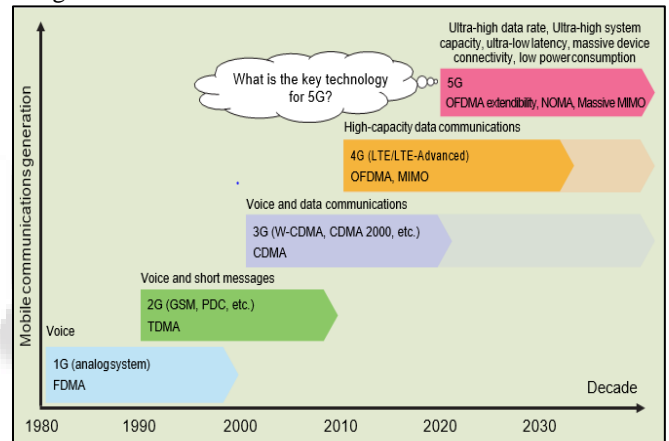 Ultra-high data rate, Ultra-high system
capacity, ultra-low latency, massive device
connectivity, low power consumption
What is the key technology
for 5G?
5G
OFDMA extendibility, NOMA, Massive MIMO
High-capacity data communications
4G (LTE/LTE-Advanced)
OFDMA, MIMO
Voice and data communications
3G (W-CDMA, CDMA 2000, etc.)
CDMA
Voice and short messages
2G (GSM, PDC, etc.)
TDMA
Voice
1G (analog system)
FDMA
Mobile communications generation
Decade
1980 1990 2000 2010 2020 2030